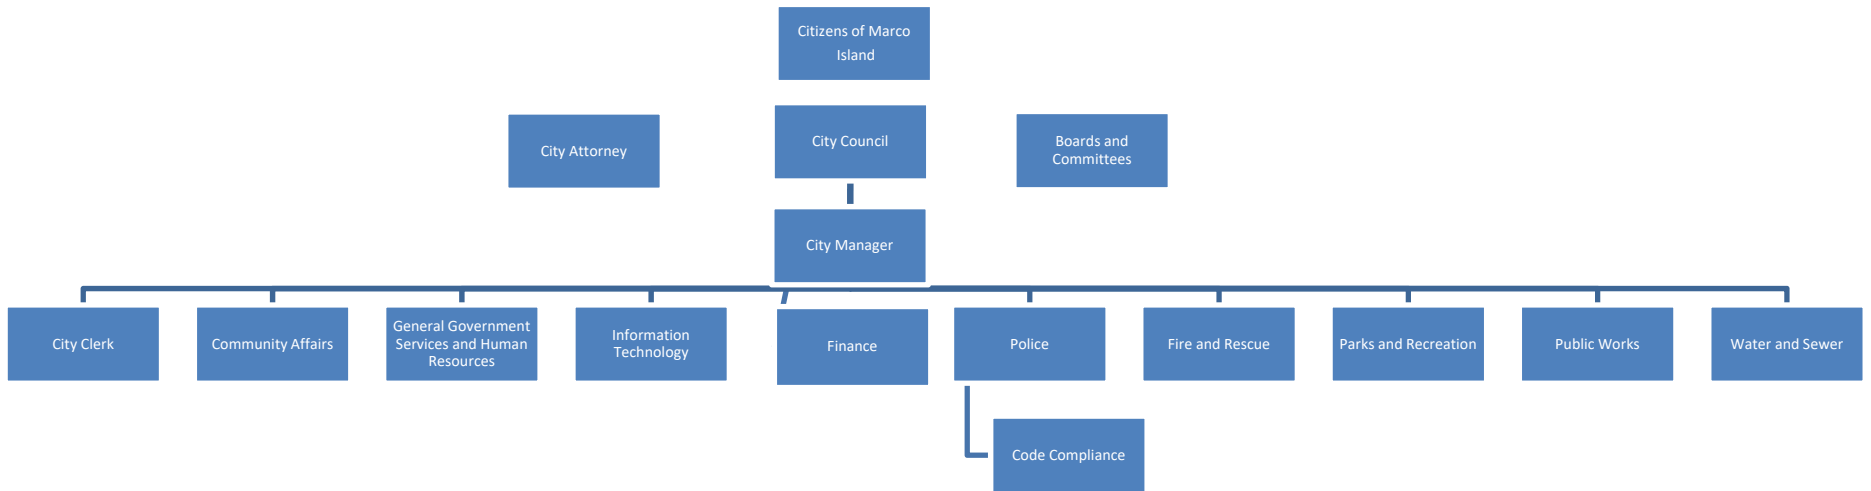 Citizens of Marco
Island
City Attorney
City Council
Boards and
Committees
City Manager
City Clerk
Community Affairs
General Government
Services and Human
Resources
Information
Technology
Finance
Police
Fire and Rescue
Parks and Recreation
Public Works
Water and Sewer
Code Compliance